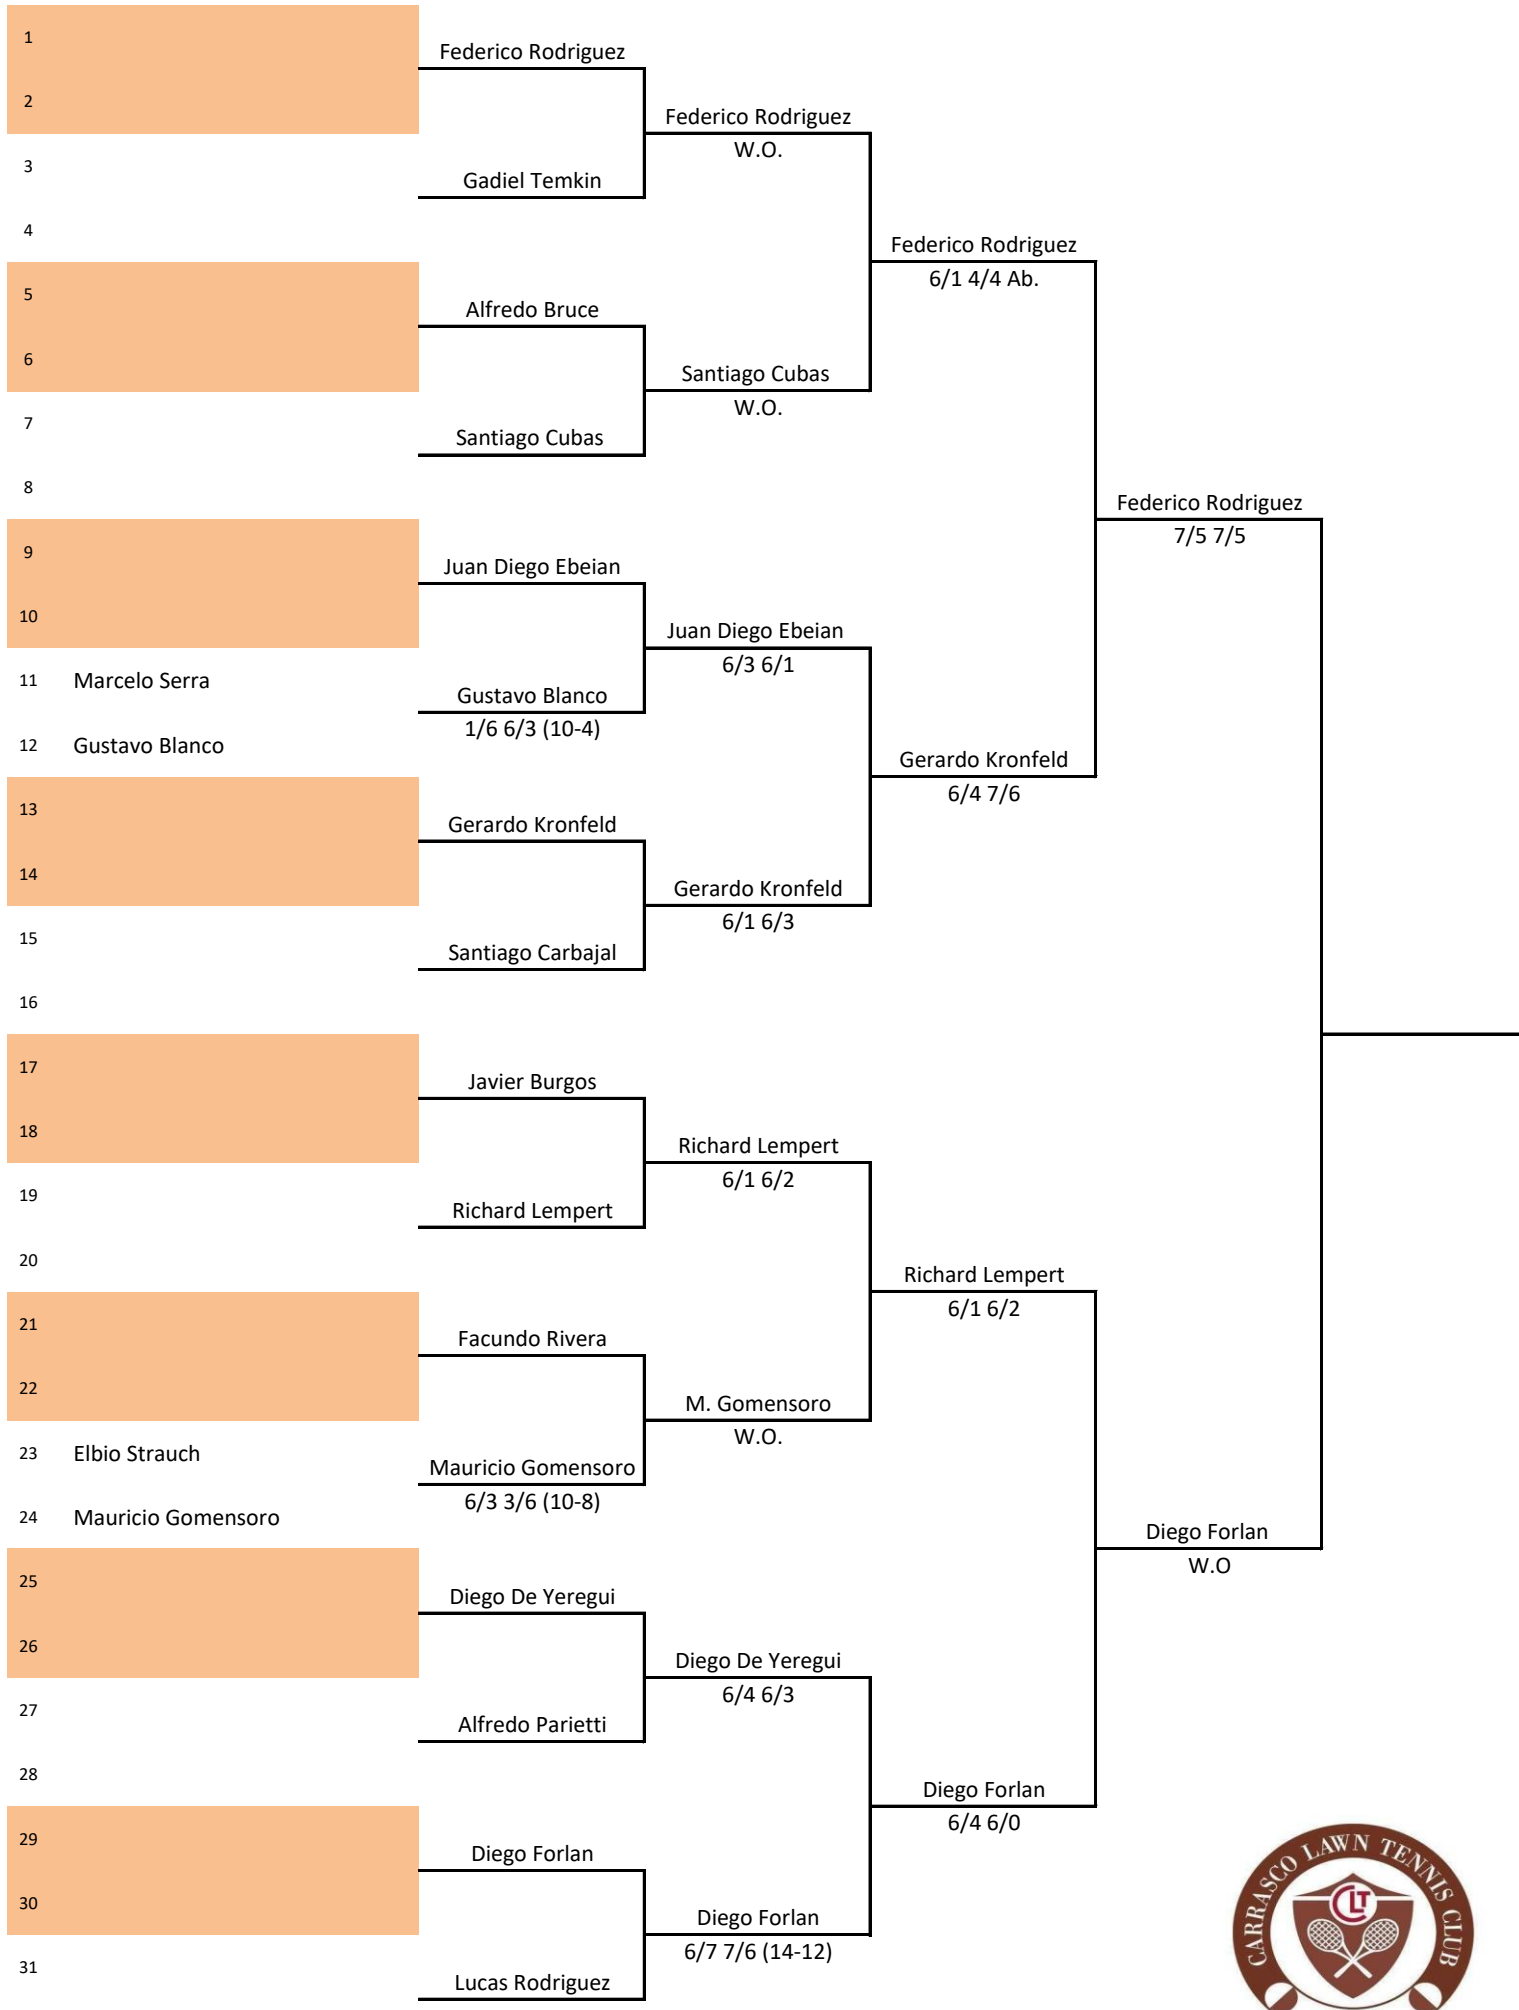 1
Federico Rodriguez
2
Federico Rodriguez
W.O.
3
Gadiel Temkin
4
Federico Rodriguez
6/1 4/4 Ab.
5
Alfredo Bruce
6
Santiago Cubas
W.O.
7
Santiago Cubas
8
Federico Rodriguez
7/5 7/5
9
Juan Diego Ebeian
10
Juan Diego Ebeian
6/3 6/1
11 Marcelo Serra
Gustavo Blanco
1/6 6/3 (10-4)
12 Gustavo Blanco
Gerardo Kronfeld
6/4 7/6
13
Gerardo Kronfeld
14
Gerardo Kronfeld
6/1 6/3
15
Santiago Carbajal
16
17
Javier Burgos
18
Richard Lempert
6/1 6/2
19
Richard Lempert
20
Richard Lempert
6/1 6/2
21
Facundo Rivera
22
M. Gomensoro
W.O.
23 Elbio Strauch
Mauricio Gomensoro
6/3 3/6 (10-8)
24 Mauricio Gomensoro
Diego Forlan
W.O
25
Diego De Yeregui
26
Diego De Yeregui
6/4 6/3
27
Alfredo Parietti
28
Diego Forlan
6/4 6/0
29
Diego Forlan
30
Diego Forlan
6/7 7/6 (14-12)
31
Lucas Rodriguez
CARRASCO LAWN TENNIS CLUB
CLT